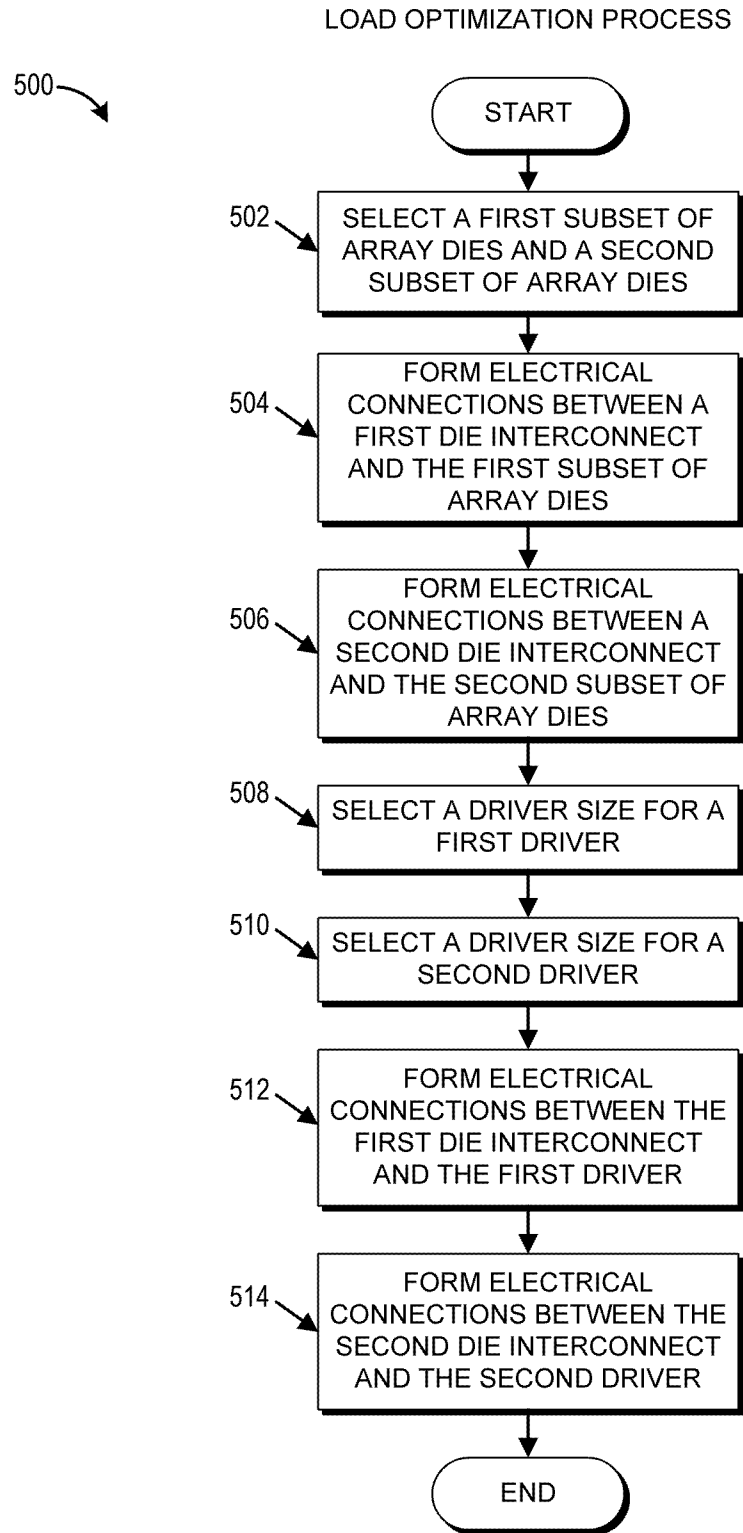 LOAD OPTIMIZATION PROCESS
500
START
502
SELECT A FIRST SUBSET OF
ARRAY DIES AND A SECOND
SUBSET OF ARRAY DIES
504
FORM ELECTRICAL
CONNECTIONS BETWEEN A
FIRST DIE INTERCONNECT
AND THE FIRST SUBSET OF
ARRAY DIES
506
FORM ELECTRICAL
CONNECTIONS BETWEEN A
SECOND DIE INTERCONNECT
AND THE SECOND SUBSET OF
ARRAY DIES
508
SELECT A DRIVER SIZE FOR A
FIRST DRIVER
510
SELECT A DRIVER SIZE FOR A
SECOND DRIVER
512
FORM ELECTRICAL
CONNECTIONS BETWEEN THE
FIRST DIE INTERCONNECT
AND THE FIRST DRIVER
514
FORM ELECTRICAL
CONNECTIONS BETWEEN THE
SECOND DIE INTERCONNECT
AND THE SECOND DRIVER
END